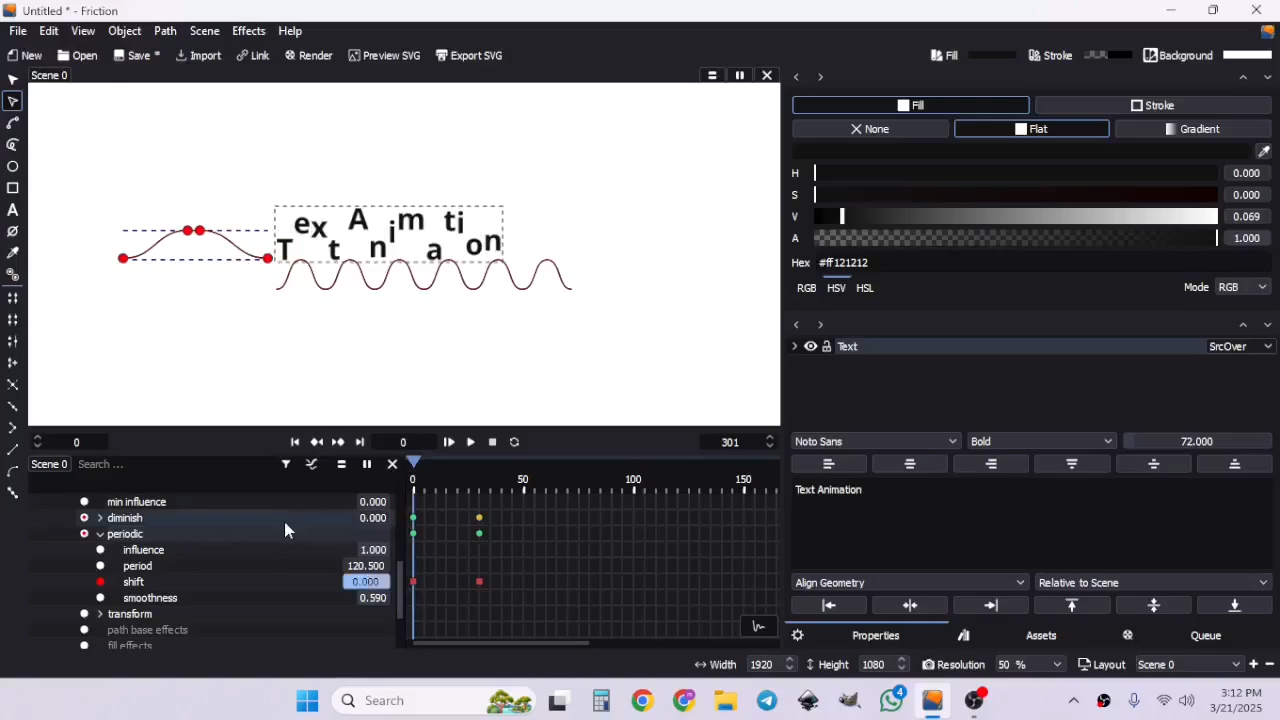 Untitled * - Friction
File Edit View Object Path Scene Effects Help
New Open Save * Import Link Render Preview SVG Export SVG Fill Stroke Background
Scene 0
Fill Stroke
None Flat Gradient
H 0.000
S 0.000
V 0.069
A 1.000
Hex #ff121212
RGB HSV HSL Mode RGB
Text Animation
Text SrcOver
0 0 301
Noto Sans Bold 72.000
Scene 0 Search ...
0 50 100 150
Text Animation
min influence 0.000
diminish 0.000
periodic
influence 1.000
period 120.500
shift 0.000
smoothness 0.590
transform
path base effects
fill effects
Align Geometry Relative to Scene
Properties Assets Queue
Width 1920 Height 1080 Resolution 50 % Layout Scene 0
Search 4 3:12 PM
3/21/2025